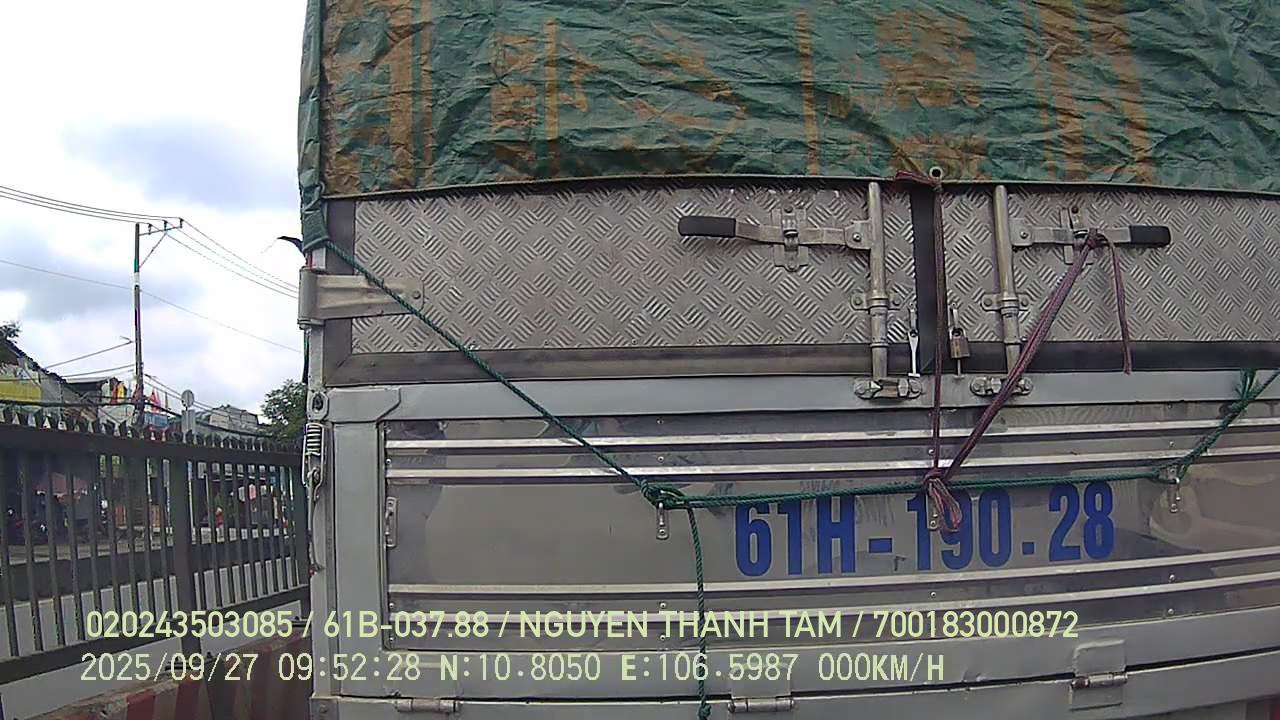 61H-190.28
020243503085 / 61B-037.88 / NGUYEN THANH TAM / 700183000872
2025/09/27 09:52:28 N:10.8050 E:106.5987 000KM/H